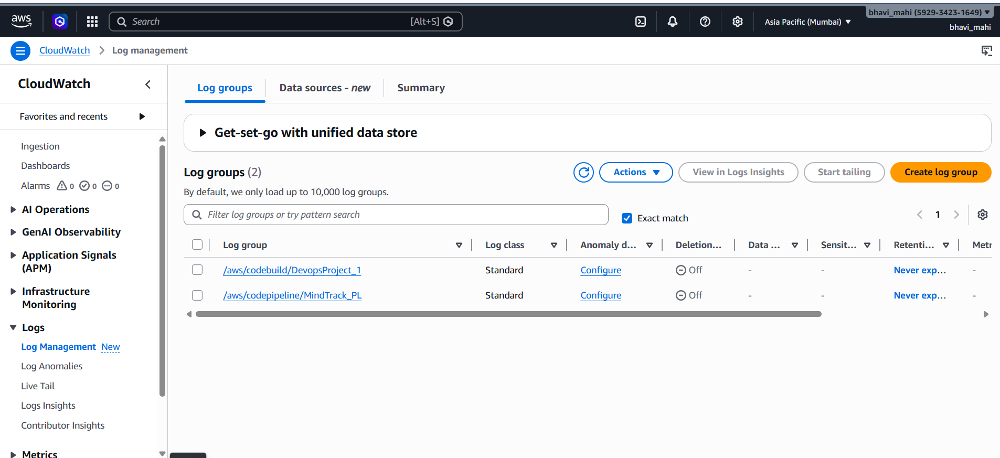 aws
Search
[Alt+S]
Asia Pacific (Mumbai)
bhavi_mahi (5929-3423-1649)
bhavi_mahi
CloudWatch
Log management
CloudWatch
Favorites and recents
Ingestion
Dashboards
Alarms 0 0 0
AI Operations
GenAI Observability
Application Signals
(APM)
Infrastructure
Monitoring
Logs
Log Management New
Log Anomalies
Live Tail
Logs Insights
Contributor Insights
Metrics
Log groups
Data sources - new
Summary
Get-set-go with unified data store
Log groups (2)
Actions
View in Logs Insights
Start tailing
Create log group
By default, we only load up to 10,000 log groups.
Filter log groups or try pattern search
Exact match
1
Log group Log class Anomaly d... Deletion... Data ... Sensit... Retenti... Metr
/aws/codebuild/DevopsProject_1 Standard Configure Off - - Never exp... -
/aws/codepipeline/MindTrack_PL Standard Configure Off - - Never exp... -